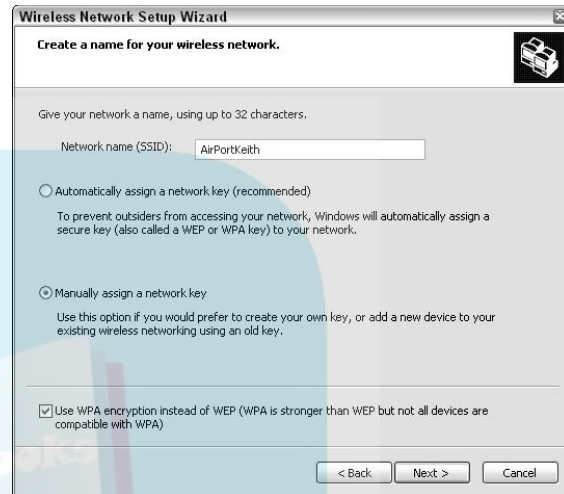 Wireless Network Setup Wizard
Create a name for your wireless network.
Give your network a name, using up to 32 characters.
Network name (SSID): AirPortKeith
Automatically assign a network key (recommended)
To prevent outsiders from accessing your network, Windows will automatically assign a
secure key (also called a WEP or WPA key) to your network.
Manually assign a network key
Use this option if you would prefer to create your own key, or add a new device to your
existing wireless networking using an old key.
Use WPA encryption instead of WEP (WPA is stronger than WEP but not all devices are
compatible with WPA)
< Back Next > Cancel